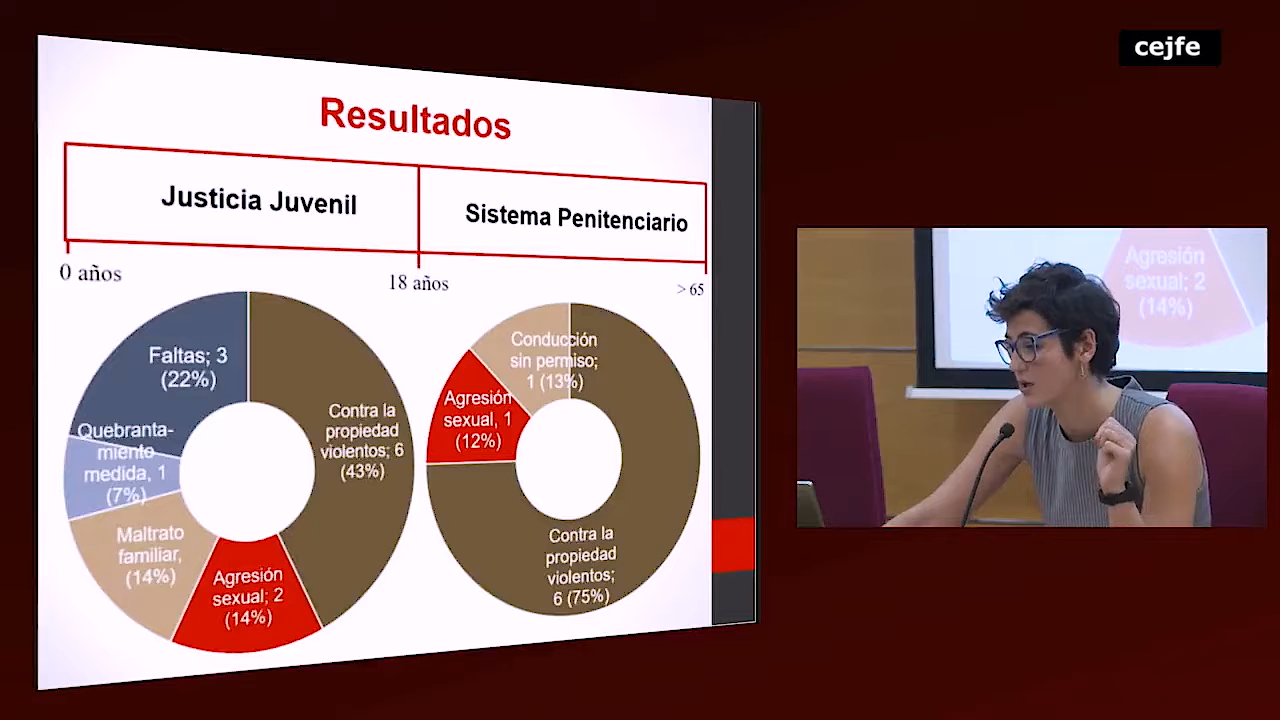 cejfe
Resultados
Justicia Juvenil
Sistema Penitenciario
0 años
18 años
> 65
Faltas; 3
(22%)
Quebranta-
miento
medida, 1
(7%)
Maltrato
familiar,
(14%)
Agresión
sexual; 2
(14%)
Contra la
propiedad
violentos; 6
(43%)
Conducción
sin permiso;
1 (13%)
Agresión
sexual, 1
(12%)
Contra la
propiedad
violentos;
6 (75%)
Agresión
sexual; 2
(14%)